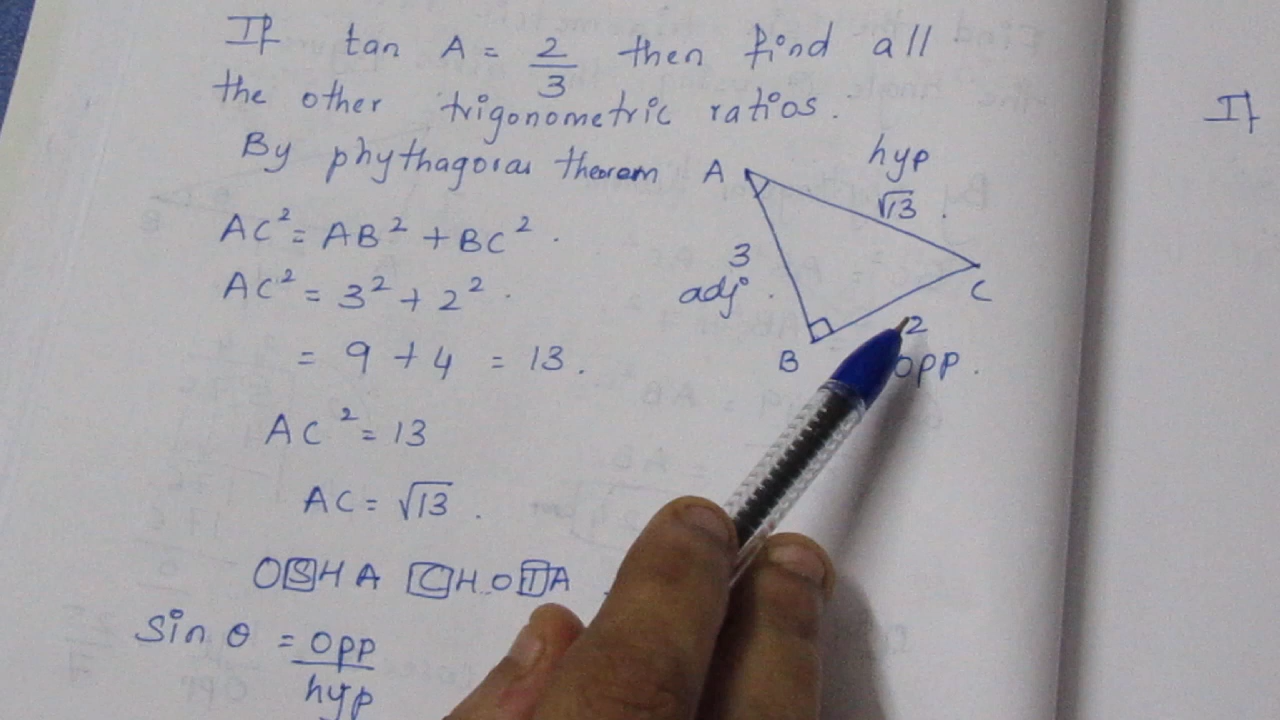 If tan A = 2/3 then find all
the other trigonometric ratios.
By phythagoras theorem
AC² = AB² + BC².
AC² = 3² + 2².
= 9 + 4 = 13.
AC² = 13
AC = √13.
OSHA CHOTA.
Sin θ = opp/hyp
A
hyp
√13.
3
adj.
C
B
2
opp.
If